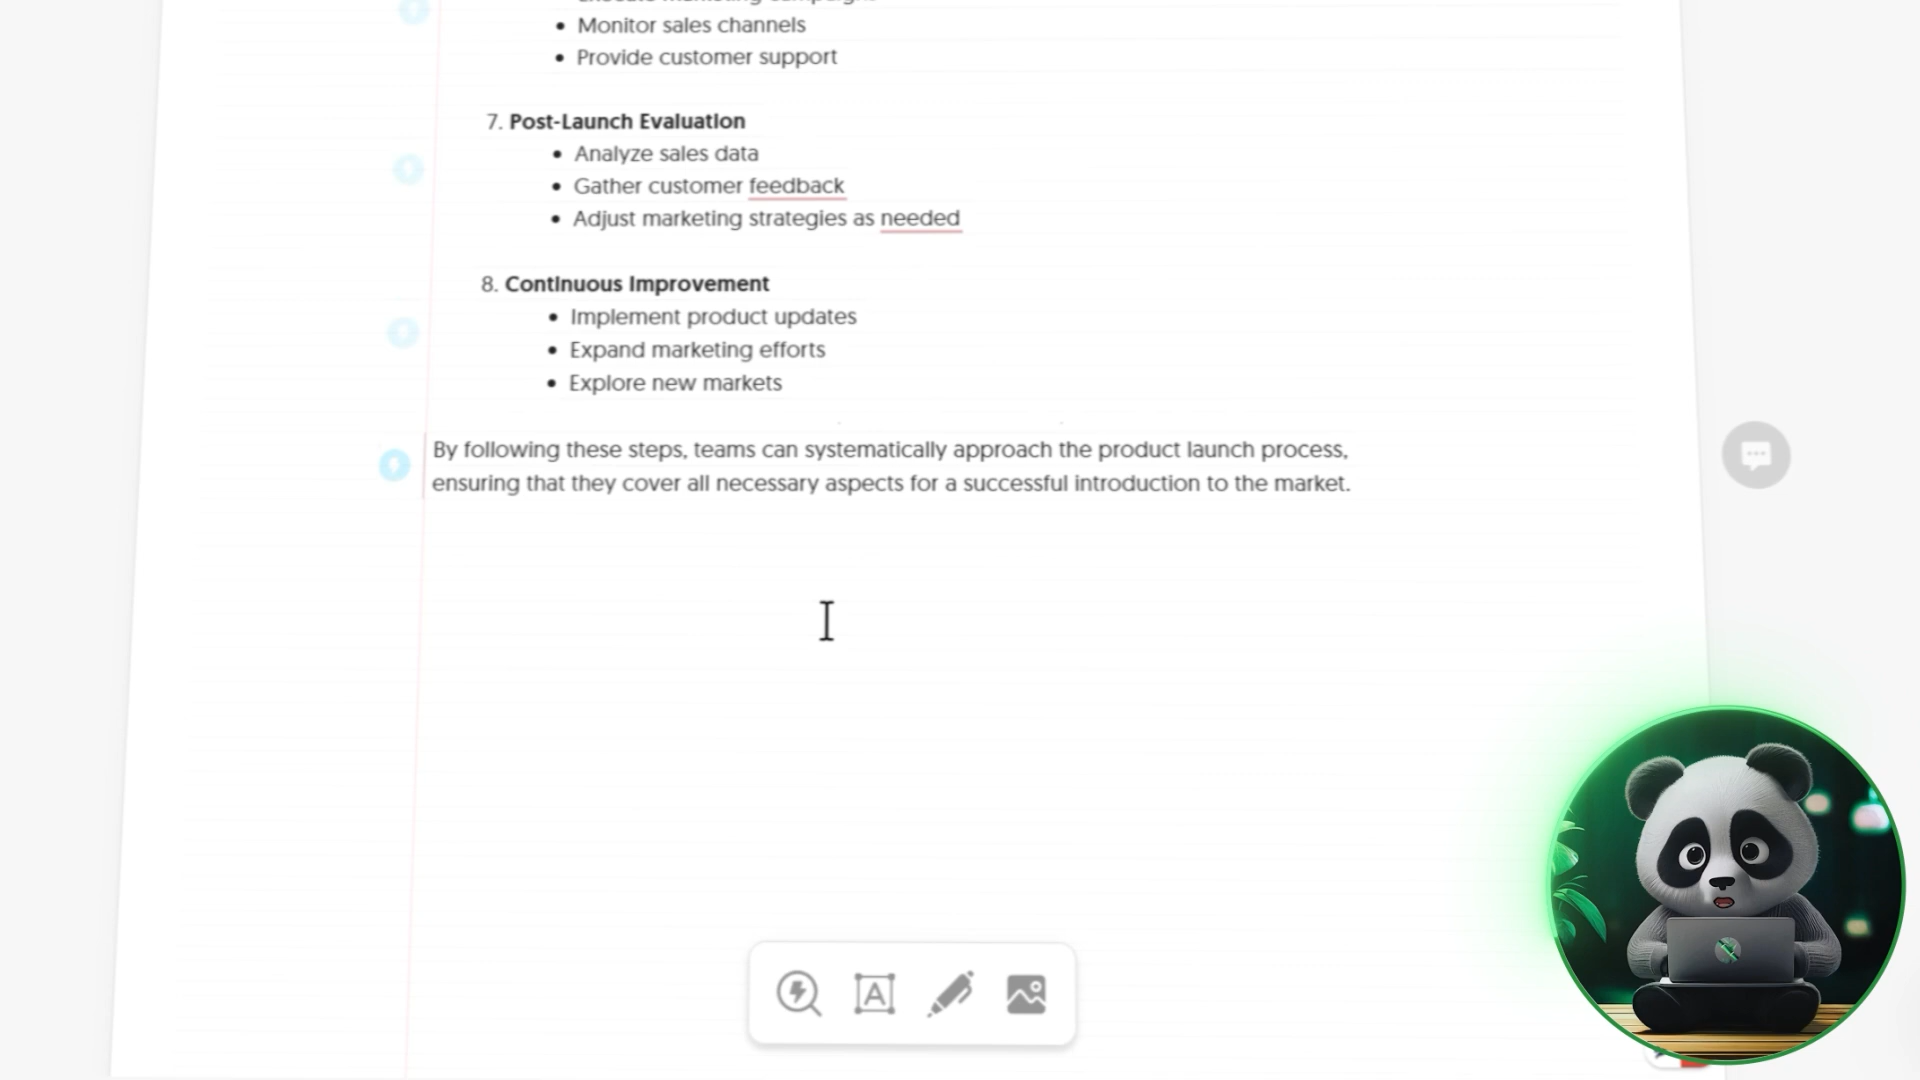 • Monitor sales channels
• Provide customer support
7. Post-Launch Evaluation
• Analyze sales data
• Gather customer feedback
• Adjust marketing strategies as needed
8. Continuous Improvement
• Implement product updates
• Expand marketing efforts
• Explore new markets
By following these steps, teams can systematically approach the product launch process,
ensuring that they cover all necessary aspects for a successful introduction to the market.
A